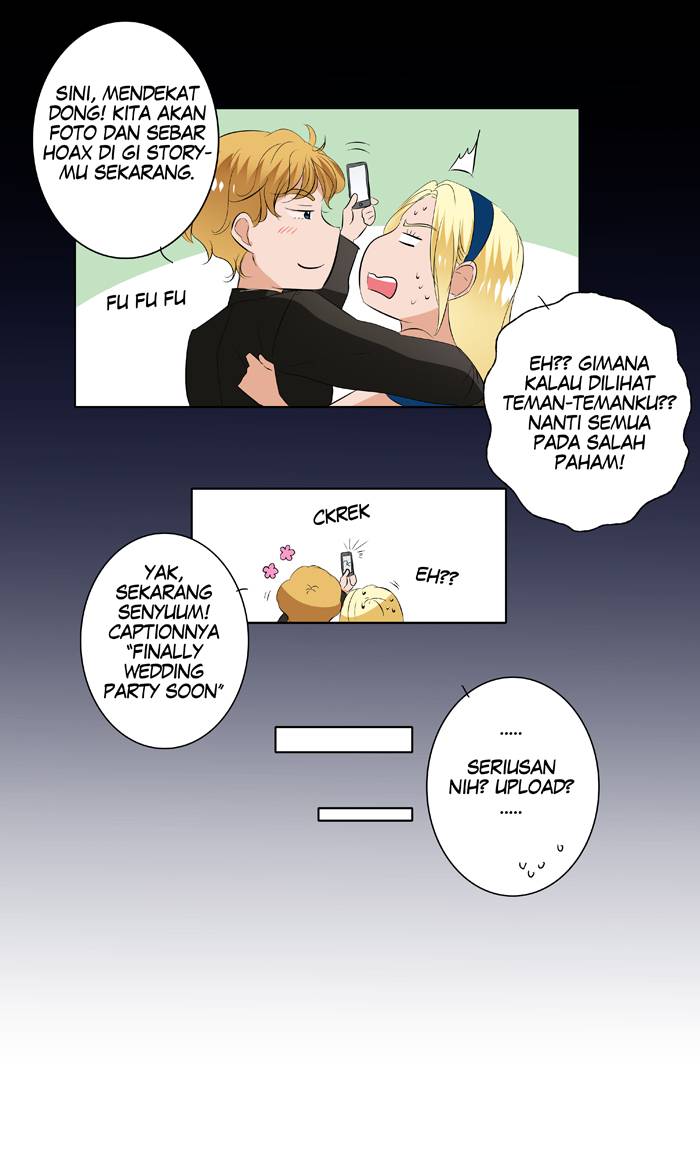 SINI, MENDEKAT
DONG! KITA AKAN
FOTO DAN SEBAR
HOAX DI GI STORY-
MU SEKARANG.
FU FU FU
EH?? GIMANA
KALAU DILIHAT
TEMAN-TEMANKU??
NANTI SEMUA
PADA SALAH
PAHAM!
CKREK
EH??
YAK,
SEKARANG
SENYUUM!
CAPTIONNYA
"FINALLY
WEDDING
PARTY SOON"
.....
SERIUSAN
NIH? UPLOAD?
.....